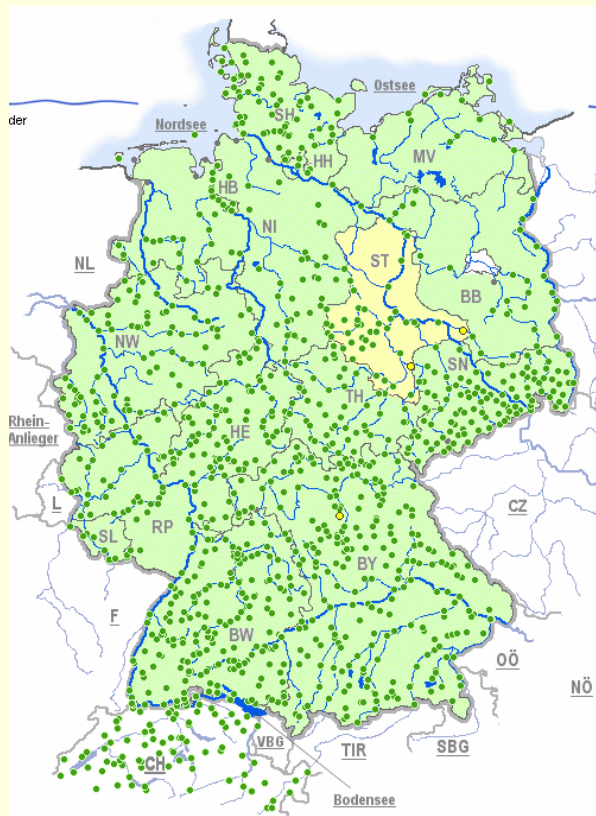 Ostsee
der
Nordsee
SH
HH
MV
HB
NI
NL
ST
BB
NW
SN
TH
Rhein-
Anlieger
HE
L
CZ
RP
SL
BY
F
BW
OÖ
NÖ
VBG
TIR
SBG
CH
Bodensee